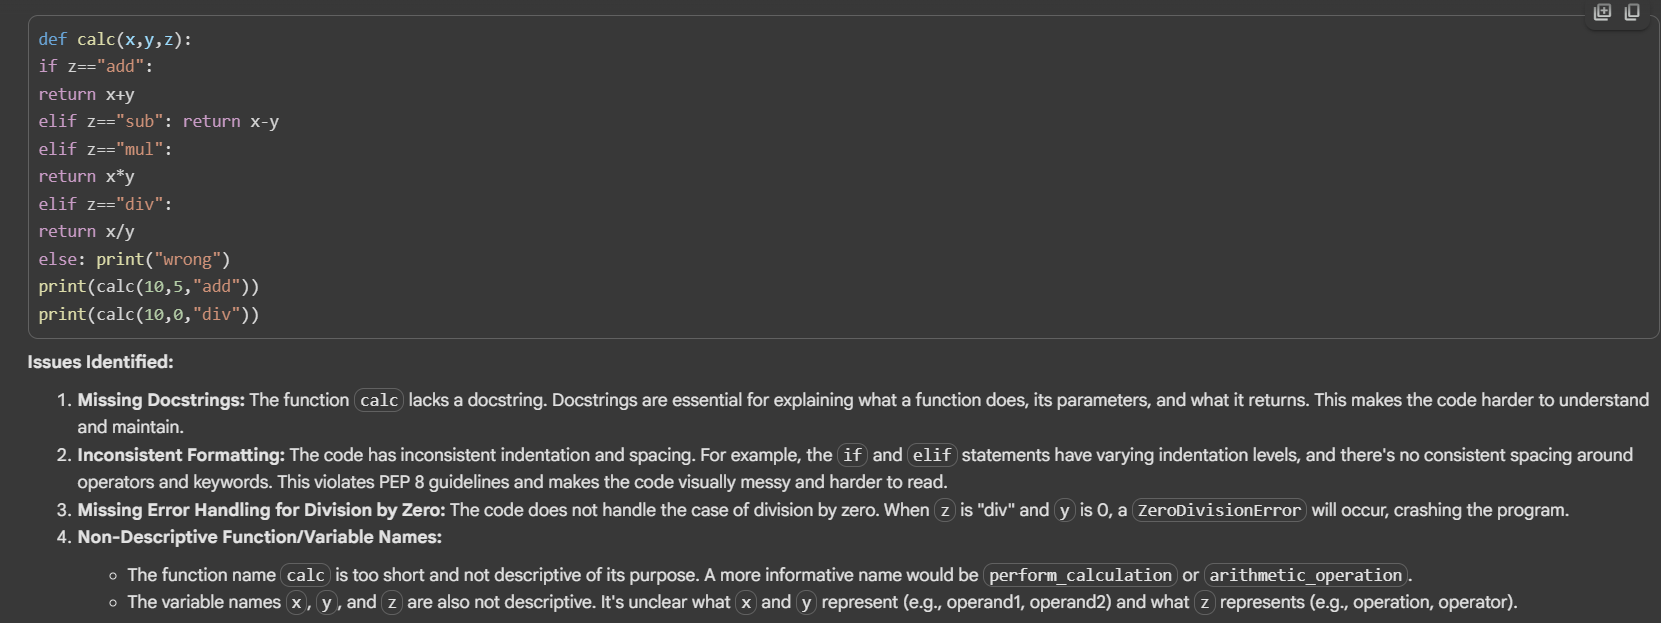 def calc(x,y,z):
if z=="add":
return x+y
elif z=="sub": return x-y
elif z=="mul":
return x*y
elif z=="div":
return x/y
else: print("wrong")
print(calc(10,5,"add"))
print(calc(10,0,"div"))
Issues Identified:
1. Missing Docstrings: The function calc lacks a docstring. Docstrings are essential for explaining what a function does, its parameters, and what it returns. This makes the code harder to understand
and maintain.
2. Inconsistent Formatting: The code has inconsistent indentation and spacing. For example, the if and elif statements have varying indentation levels, and there's no consistent spacing around
operators and keywords. This violates PEP 8 guidelines and makes the code visually messy and harder to read.
3. Missing Error Handling for Division by Zero: The code does not handle the case of division by zero. When z is "div" and y is 0, a ZeroDivisionError will occur, crashing the program.
4. Non-Descriptive Function/Variable Names:
◦ The function name calc is too short and not descriptive of its purpose. A more informative name would be perform_calculation or arithmetic_operation.
◦ The variable names x, y, and z are also not descriptive. It's unclear what x and y represent (e.g., operand1, operand2) and what z represents (e.g., operation, operator).